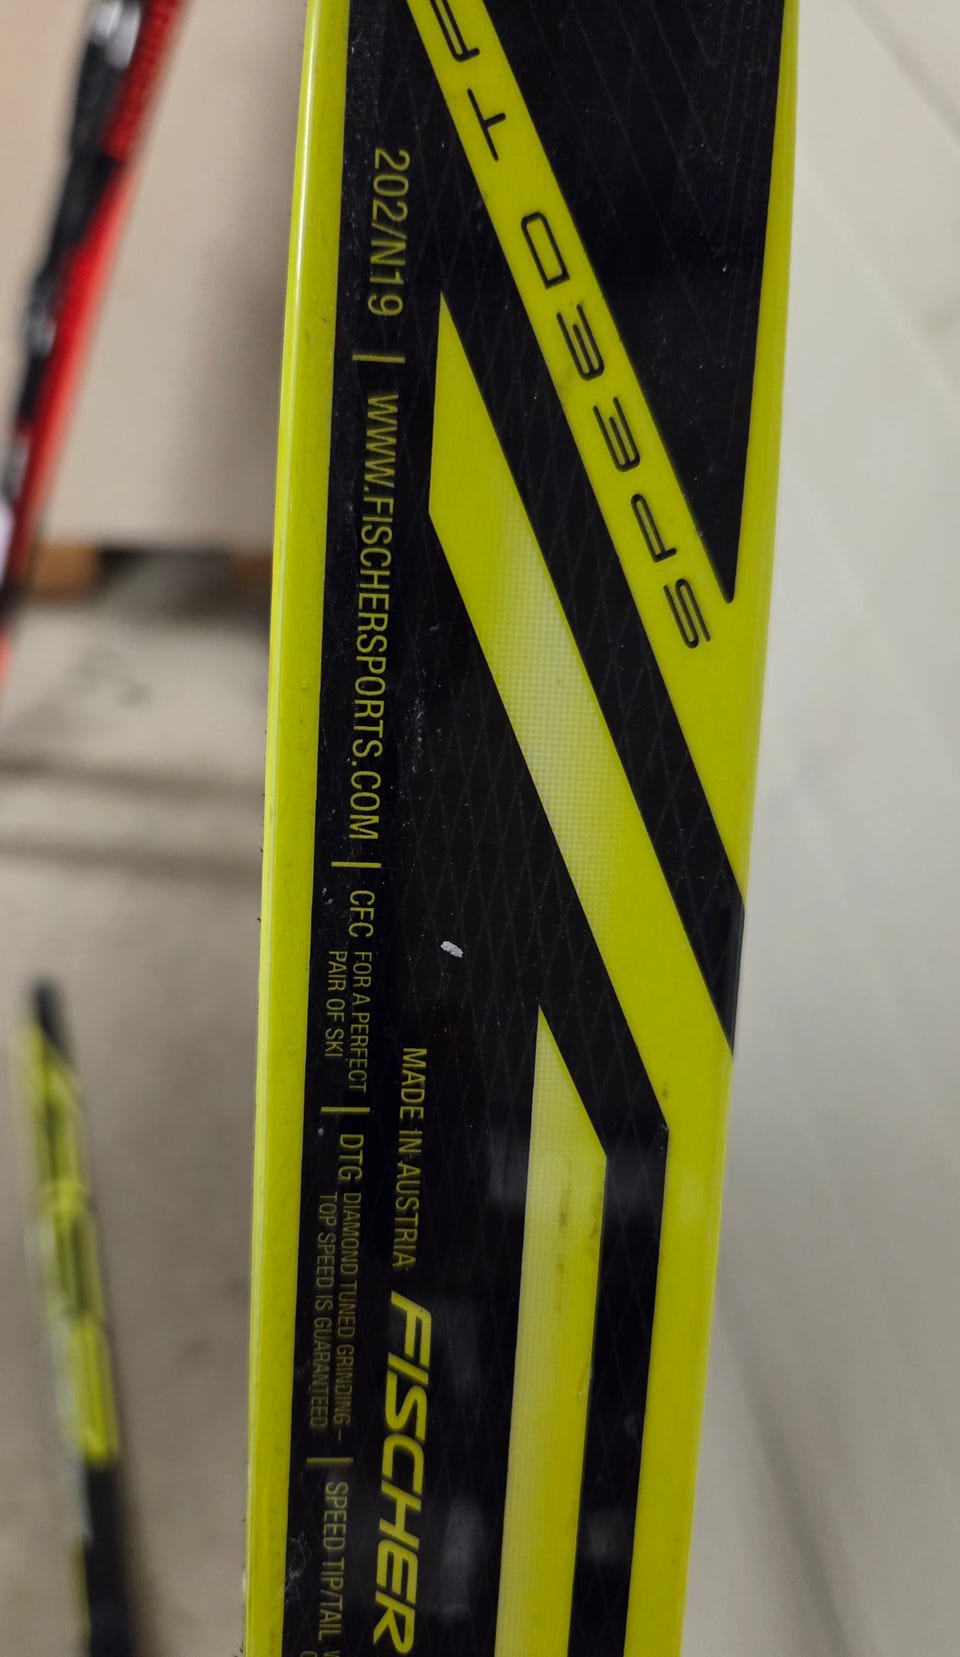 SPEED
202/N19 | WWW.FISCHERSPORTS.COM | CFC FOR A PERFECT | DTG DIAMOND TUNED GRINDING- | SPEED TIP/TAIL
PAIR OF SKI
TOP SPEED IS GUARANTEED
MADE IN AUSTRIA FISCHER